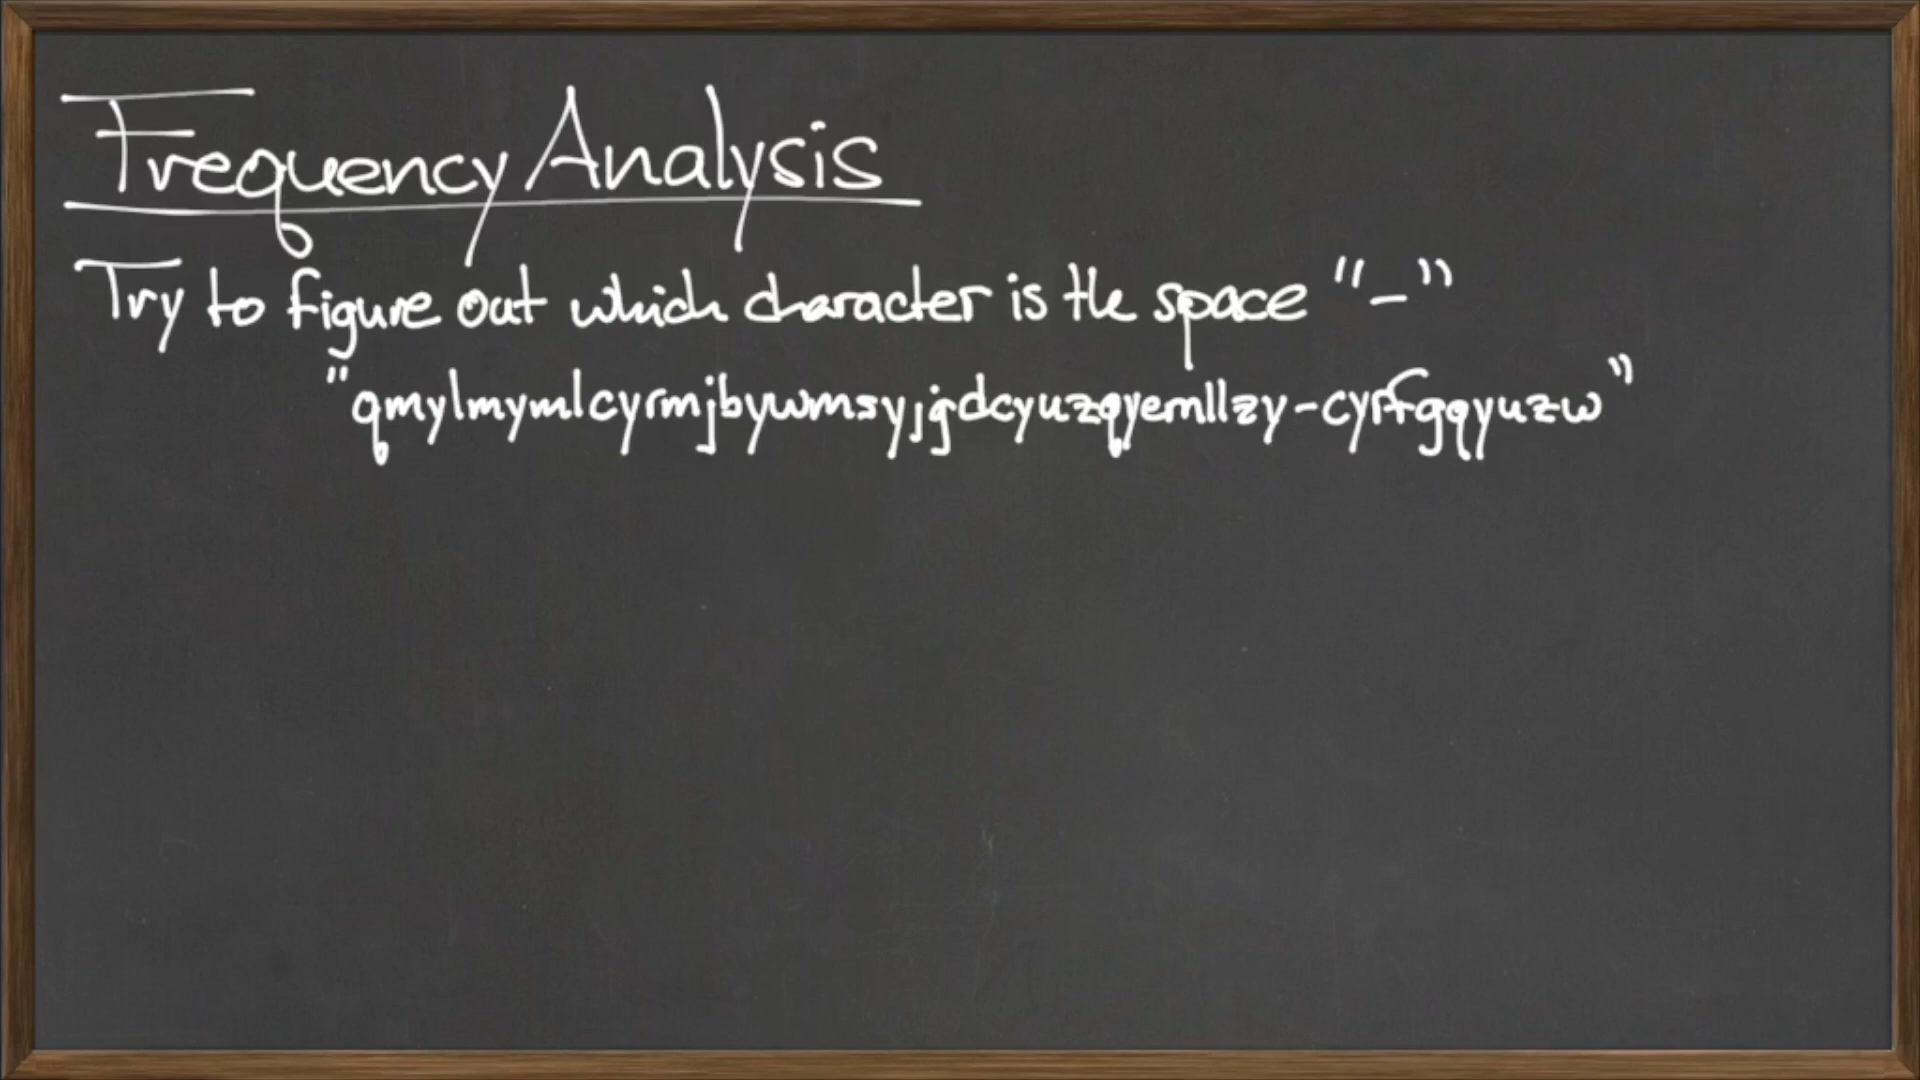 Frequency Analysis
Try to figure out which character is the space "-"
"qmylmymlcyrmjbywmsyjgdcyuzqyemllzy-cyrfgqyuzw"